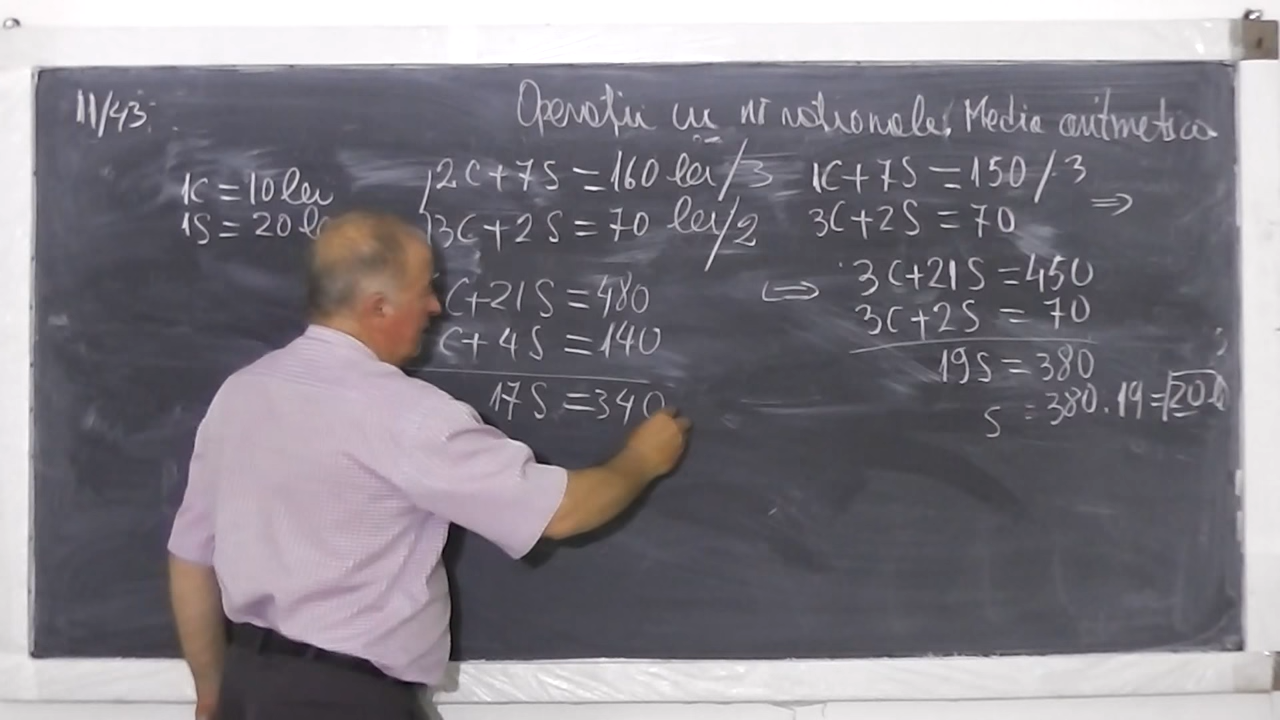 11/43.
Operații cu nr raționale. Media aritmetica
1C = 10 lei
1S = 20 le
2C+7S = 160 lei/3
3C+2S = 70 lei/2
C+21S = 480
C+4S = 140
17S = 340
1C+7S = 150 /·3
3C+2S = 70
⇒
⇔
3C+21S = 450
3C+2S = 70
19S = 380
S = 380 : 19 = 20 l